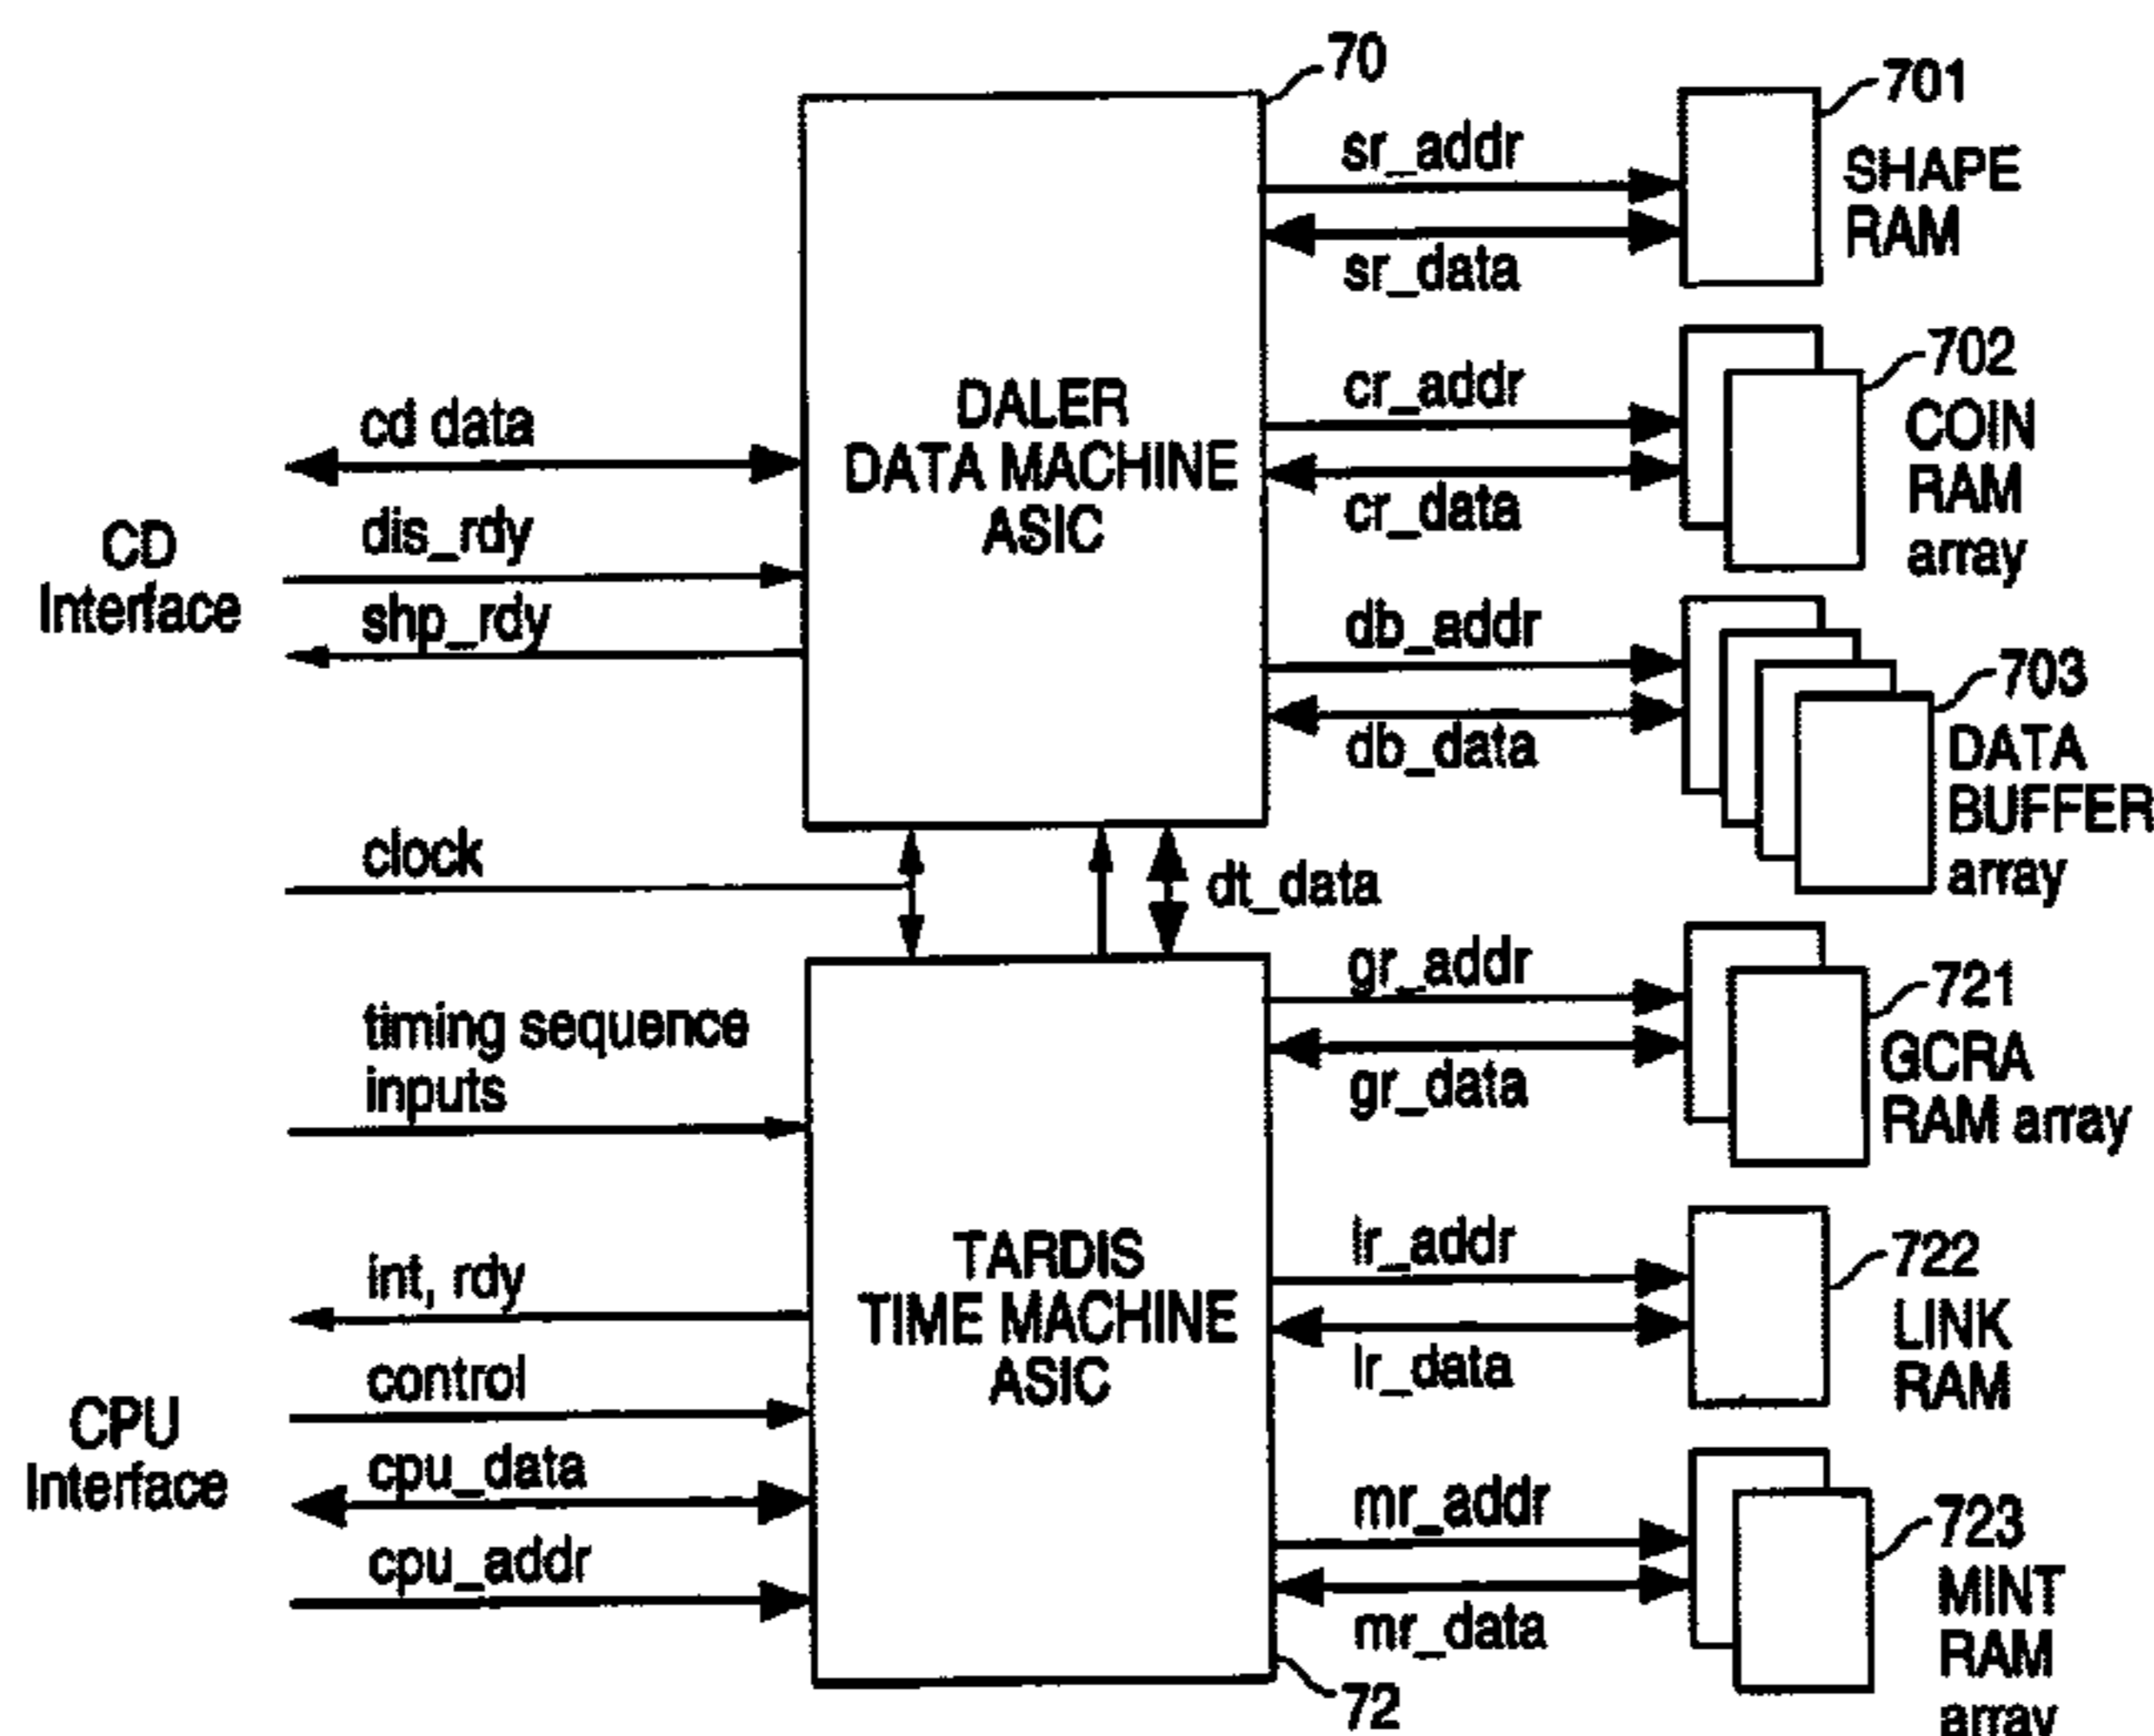 70
701
sr_addr
SHAPE
RAM
sr_data
702
cr_addr
COIN
RAM
array
cr_data
DALER
DATA MACHINE
ASIC
cd data
dis_rdy
CD
Interface
shp_rdy
db_addr
703
db_data
DATA
BUFFER
array
clock
dt_data
gr_addr
721
GCRA
RAM array
gr_data
timing sequence
inputs
lr_addr
722
LINK
RAM
lr_data
TARDIS
TIME MACHINE
ASIC
int, rdy
control
CPU
Interface
cpu_data
cpu_addr
mr_addr
723
MINT
RAM
array
mr_data
72